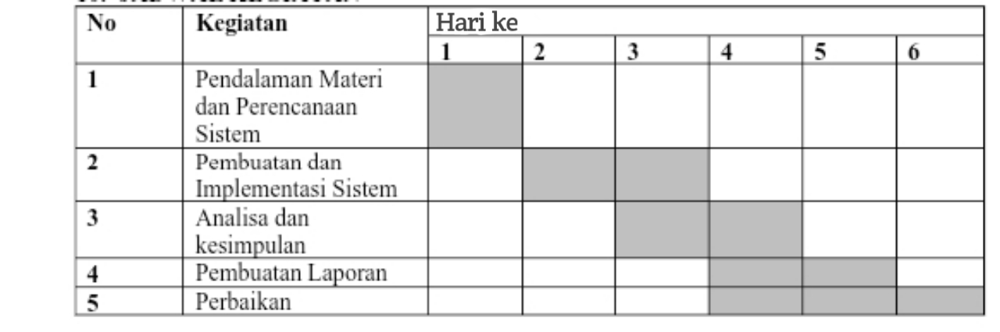 No Kegiatan Hari ke
1 2 3 4 5 6
1 Pendalaman Materi
dan Perencanaan
Sistem
2 Pembuatan dan
Implementasi Sistem
3 Analisa dan
kesimpulan
4 Pembuatan Laporan
5 Perbaikan